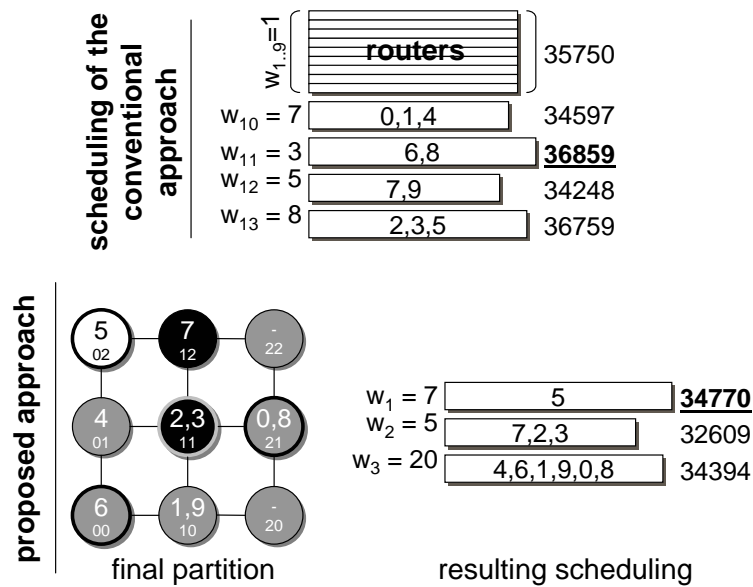 scheduling of the
conventional
approach
w1..9=1
routers
35750
w10 = 7
0,1,4
34597
w11 = 3
6,8
36859
w12 = 5
7,9
34248
w13 = 8
2,3,5
36759
proposed approach
5
02
7
12
-
22
4
01
2,3
11
0,8
21
6
00
1,9
10
-
20
final partition
w1 = 7
5
34770
w2 = 5
7,2,3
32609
w3 = 20
4,6,1,9,0,8
34394
resulting scheduling